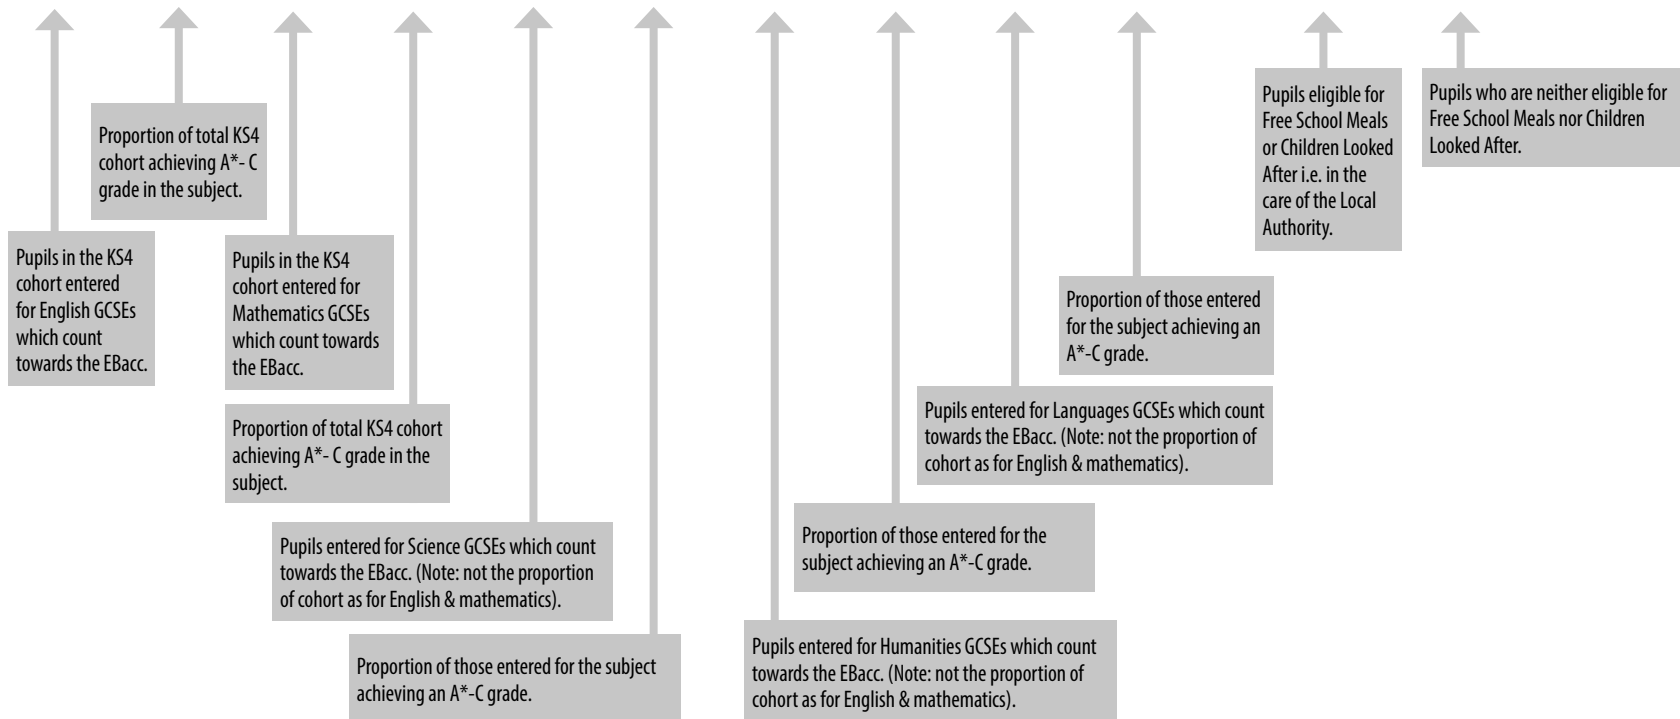 Pupils in the KS4
cohort entered
for English GCSEs
which count
towards the EBacc.
Proportion of total KS4
cohort achieving A*- C
grade in the subject.
Pupils in the KS4
cohort entered for
Mathematics GCSEs
which count towards
the EBacc.
Proportion of total KS4 cohort
achieving A*- C grade in the
subject.
Pupils entered for Science GCSEs which count
towards the EBacc. (Note: not the proportion
of cohort as for English & mathematics).
Proportion of those entered for the subject
achieving an A*-C grade.
Pupils entered for Humanities GCSEs which count
towards the EBacc. (Note: not the proportion of
cohort as for English & mathematics).
Proportion of those entered for the
subject achieving an A*-C grade.
Pupils entered for Languages GCSEs which count
towards the EBacc. (Note: not the proportion of
cohort as for English & mathematics).
Proportion of those entered
for the subject achieving an
A*-C grade.
Pupils eligible for
Free School Meals
or Children Looked
After i.e. in the
care of the Local
Authority.
Pupils who are neither eligible for
Free School Meals nor Children
Looked After.